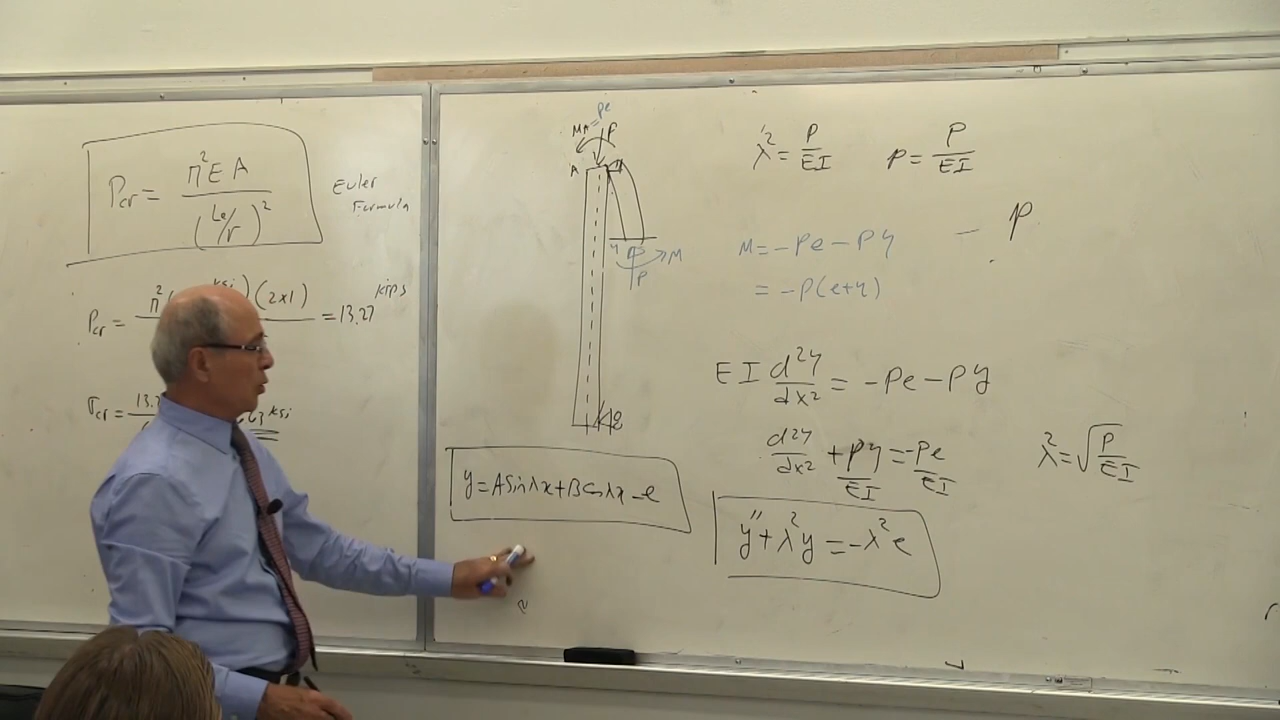 Pcr = π²EA / (Le/r)²
Euler
Formula
Pcr = π²( ksi)(2x1) = 13.27 kips
σcr = 13.2 ksi
MA = Pe
P
A
y
M
P
y = A Sin λx + B Cos λx - e
λ² = P/EI
p = P/EI
M = -Pe - Py
= -P(e+y)
- P
EI d²y/dx² = -Pe - Py
d²y/dx² + Py/EI = -Pe/EI
λ² = √(P/EI)
y'' + λ²y = -λ²e